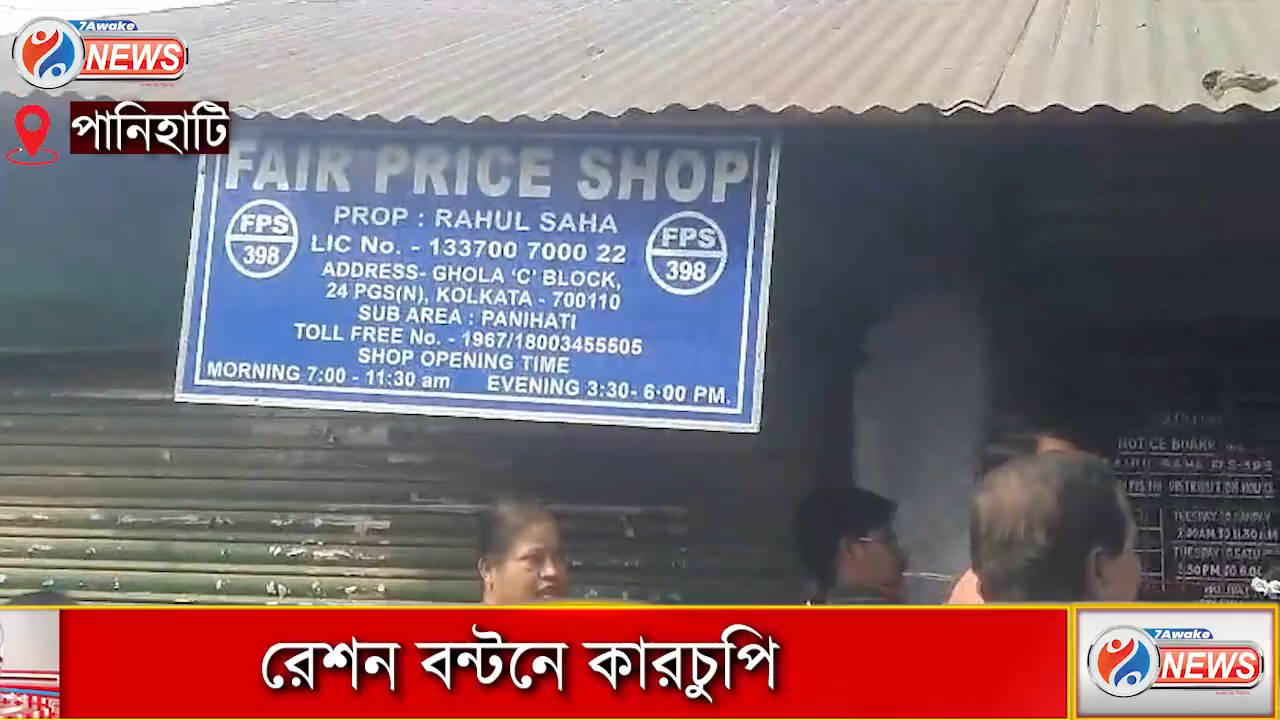 7Awake
NEWS
পানিহাটি
FAIR PRICE SHOP
PROP : RAHUL SAHA
FPS
398
FPS
398
LIC No. - 133700 7000 22
ADDRESS- GHOLA 'C' BLOCK,
24 PGS(N), KOLKATA - 700110
SUB AREA : PANIHATI
TOLL FREE No. - 1967/18003455505
SHOP OPENING TIME
MORNING 7:00 - 11:30 am EVENING 3:30- 6:00 PM.
NOTICE BOARD
রেশন বন্টনে কারচুপি
7Awake
NEWS